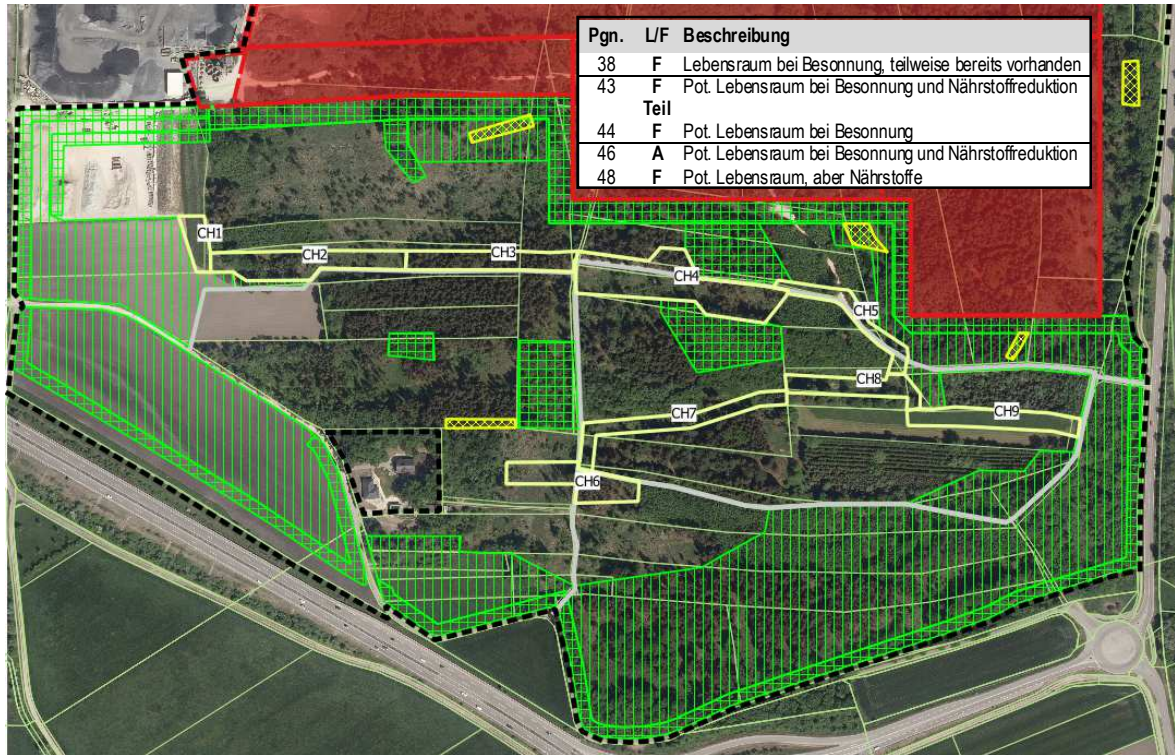 Pgn. L/F Beschreibung
38 F Lebensraum bei Besonnung, teilweise bereits vorhanden
43 F Pot. Lebensraum bei Besonnung und Nährstoffreduktion
Teil
44 F Pot. Lebensraum bei Besonnung
46 A Pot. Lebensraum bei Besonnung und Nährstoffreduktion
48 F Pot. Lebensraum, aber Nährstoffe
CH1
CH2
CH3
CH4
CH5
CH8
CH7
CH9
CH6